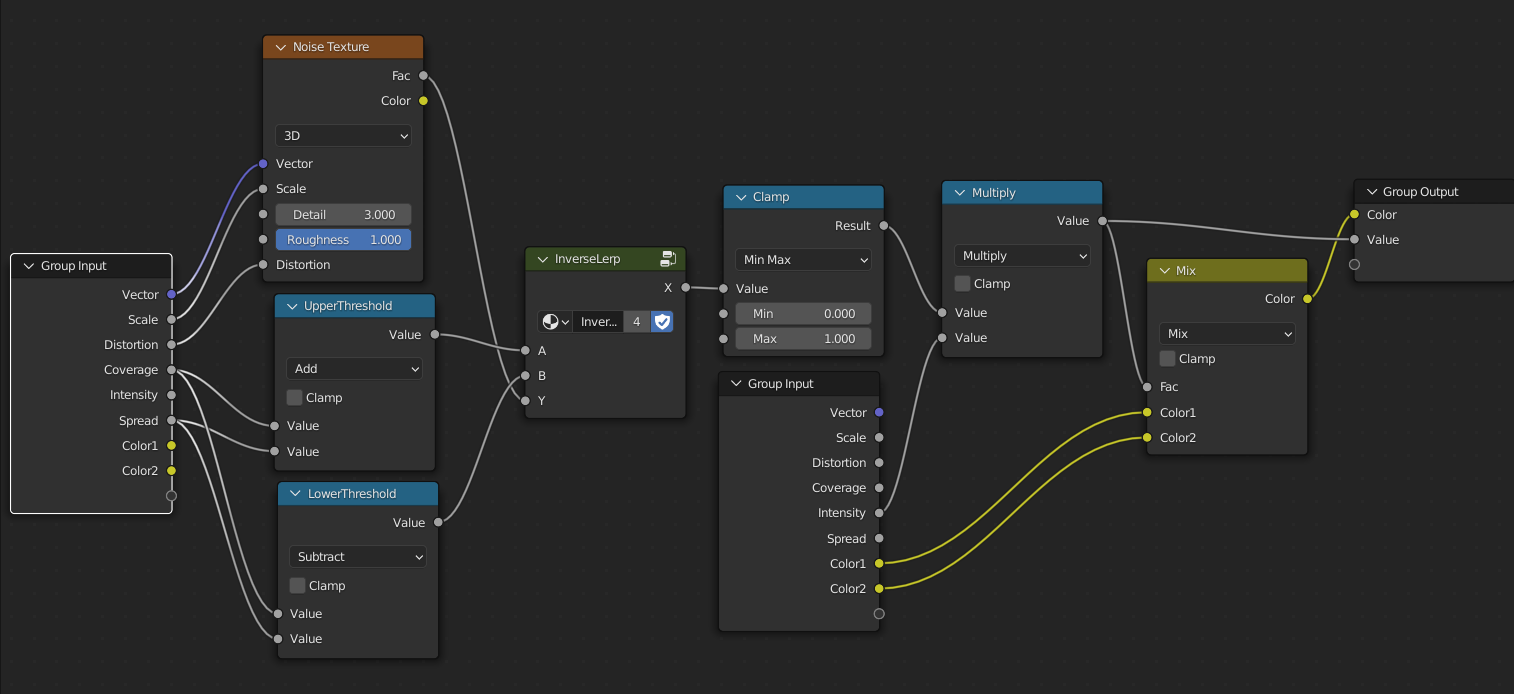 Noise Texture
Fac
Color
3D
Vector
Scale
Detail 3.000
Roughness 1.000
Distortion
Group Input
Vector
Scale
Distortion
Coverage
Intensity
Spread
Color1
Color2
UpperThreshold
Value
Add
Clamp
Value
Value
LowerThreshold
Value
Subtract
Clamp
Value
Value
InverseLerp
X
Inver... 4
A
B
Y
Clamp
Result
Min Max
Value
Min 0.000
Max 1.000
Group Input
Vector
Scale
Distortion
Coverage
Intensity
Spread
Color1
Color2
Multiply
Value
Multiply
Clamp
Value
Value
Mix
Color
Mix
Clamp
Fac
Color1
Color2
Group Output
Color
Value